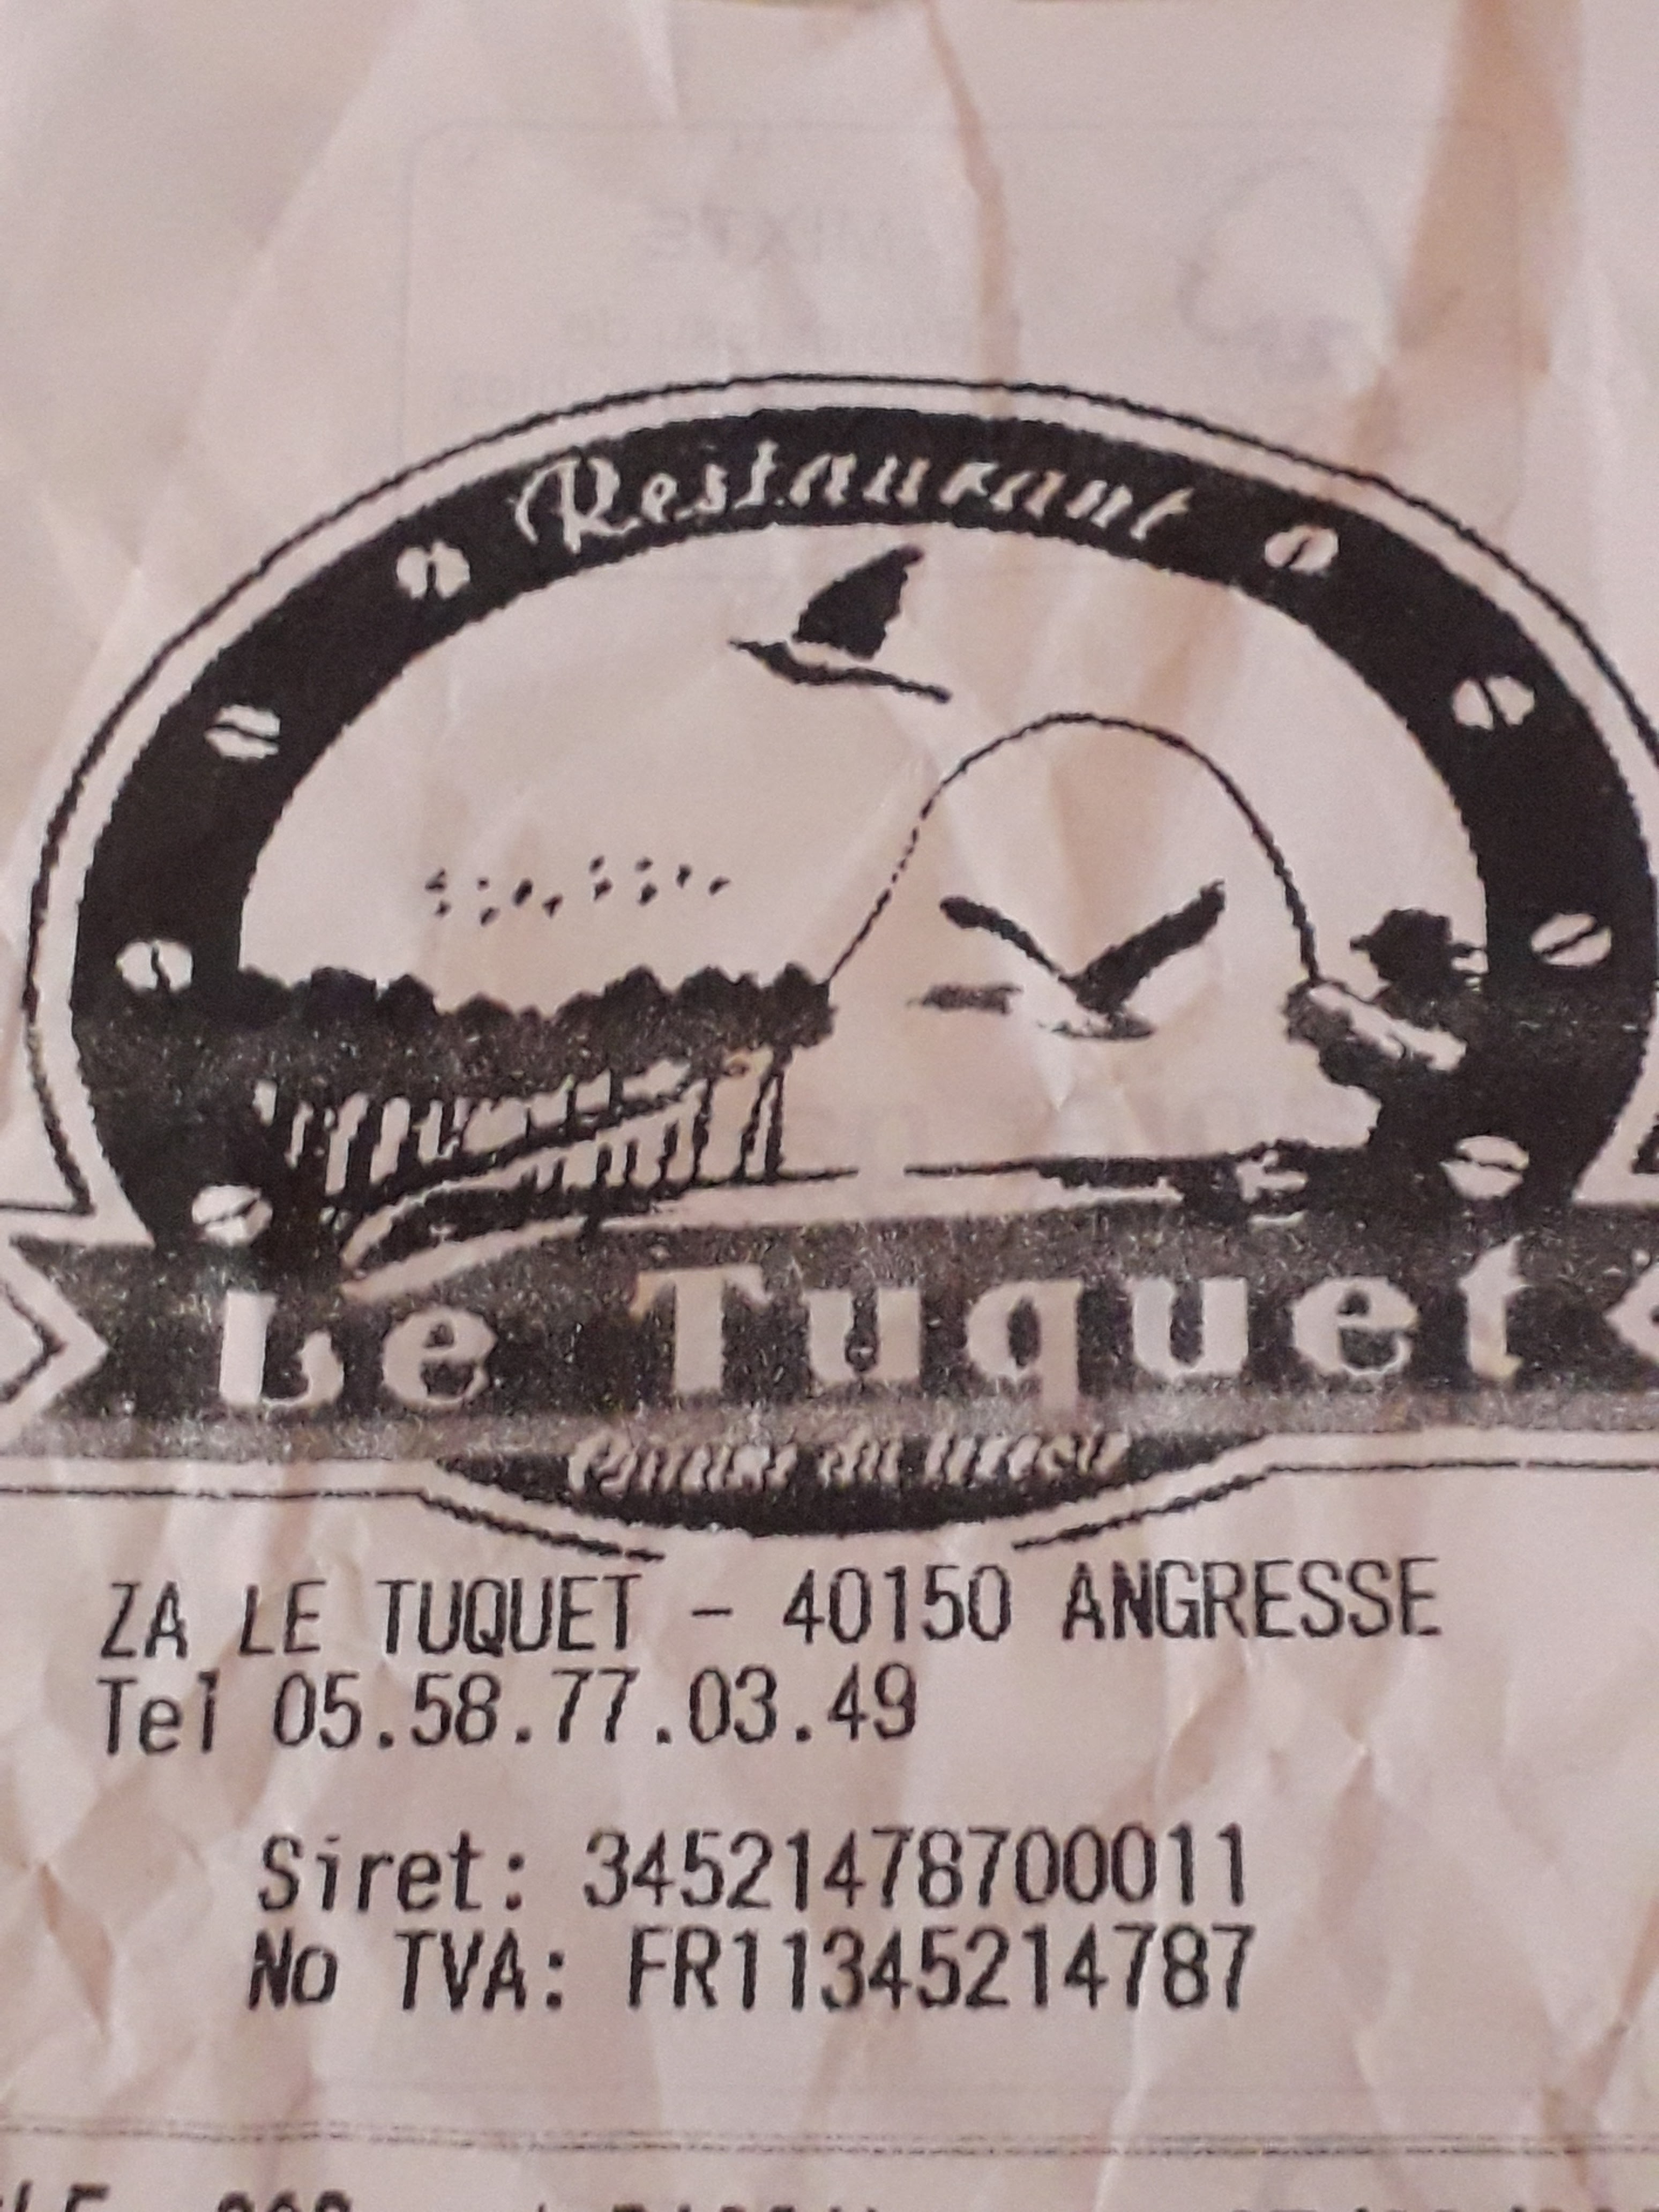 Restaurant
Le Tuquet
ZA LE TUQUET - 40150 ANGRESSE
Tel 05.58.77.03.49
Siret: 34521478700011
No TVA: FR11345214787